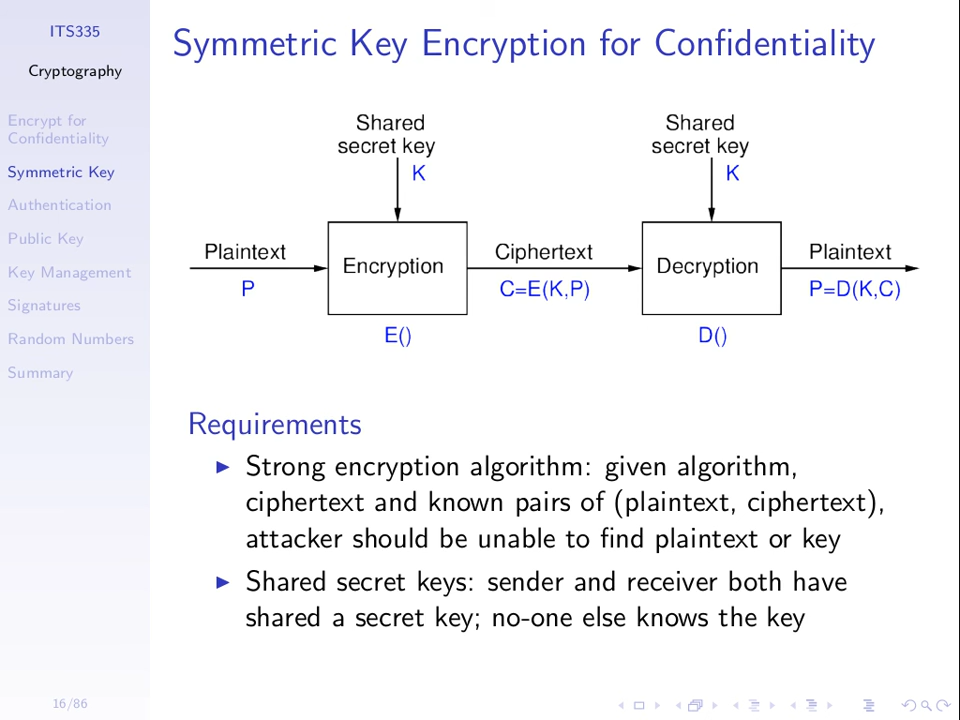 ITS335
Cryptography
Encrypt for
Confidentiality
Symmetric Key
Authentication
Public Key
Key Management
Signatures
Random Numbers
Summary
16/86
Symmetric Key Encryption for Confidentiality
Shared
secret key
K
Shared
secret key
K
Plaintext
P
Encryption
E()
Ciphertext
C=E(K,P)
Decryption
D()
Plaintext
P=D(K,C)
Requirements
Strong encryption algorithm: given algorithm,
ciphertext and known pairs of (plaintext, ciphertext),
attacker should be unable to find plaintext or key
Shared secret keys: sender and receiver both have
shared a secret key; no-one else knows the key